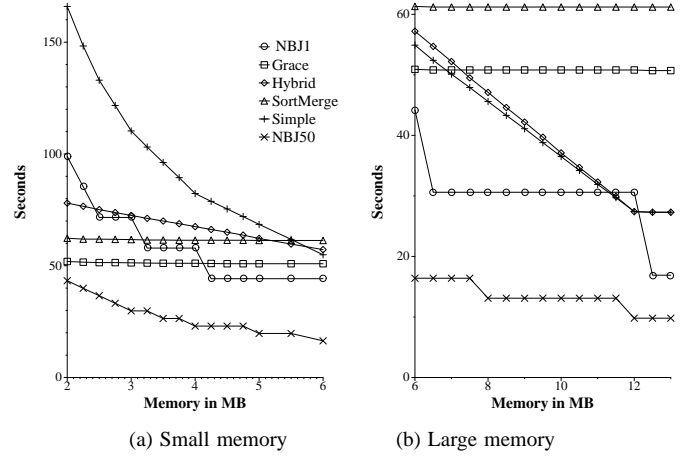 Seconds
150
100
50
0
2
3
4
5
6
Memory in MB
NBJ1
Grace
Hybrid
SortMerge
Simple
NBJ50
(a) Small memory
Seconds
60
40
20
0
6
8
10
12
Memory in MB
(b) Large memory